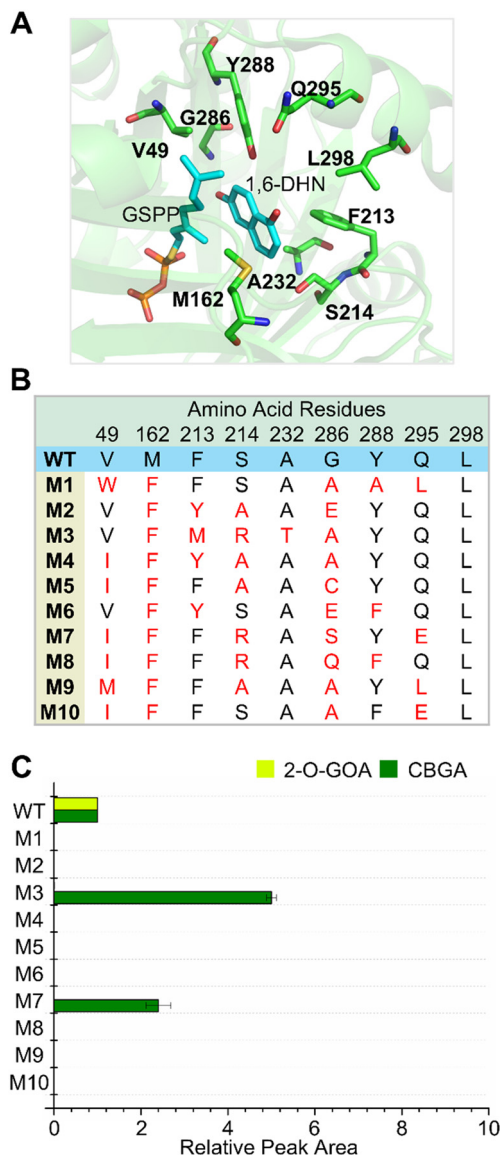 A
Y288
Q295
G286
V49
L298
1,6-DHN
GSPP
F213
A232
M162
S214
B
Amino Acid Residues
49 162 213 214 232 286 288 295 298
WT V M F S A G Y Q L
M1 W F F S A A A L L
M2 V F Y A A E Y Q L
M3 V F M R T A Y Q L
M4 I F Y A A A Y Q L
M5 I F F A A C Y Q L
M6 V F Y S A E F Q L
M7 I F F R A S Y E L
M8 I F F R A Q F Q L
M9 M F F A A A Y L L
M10 I F F S A A F E L
C
2-O-GOA CBGA
WT
M1
M2
M3
M4
M5
M6
M7
M8
M9
M10
0 2 4 6 8 10
Relative Peak Area